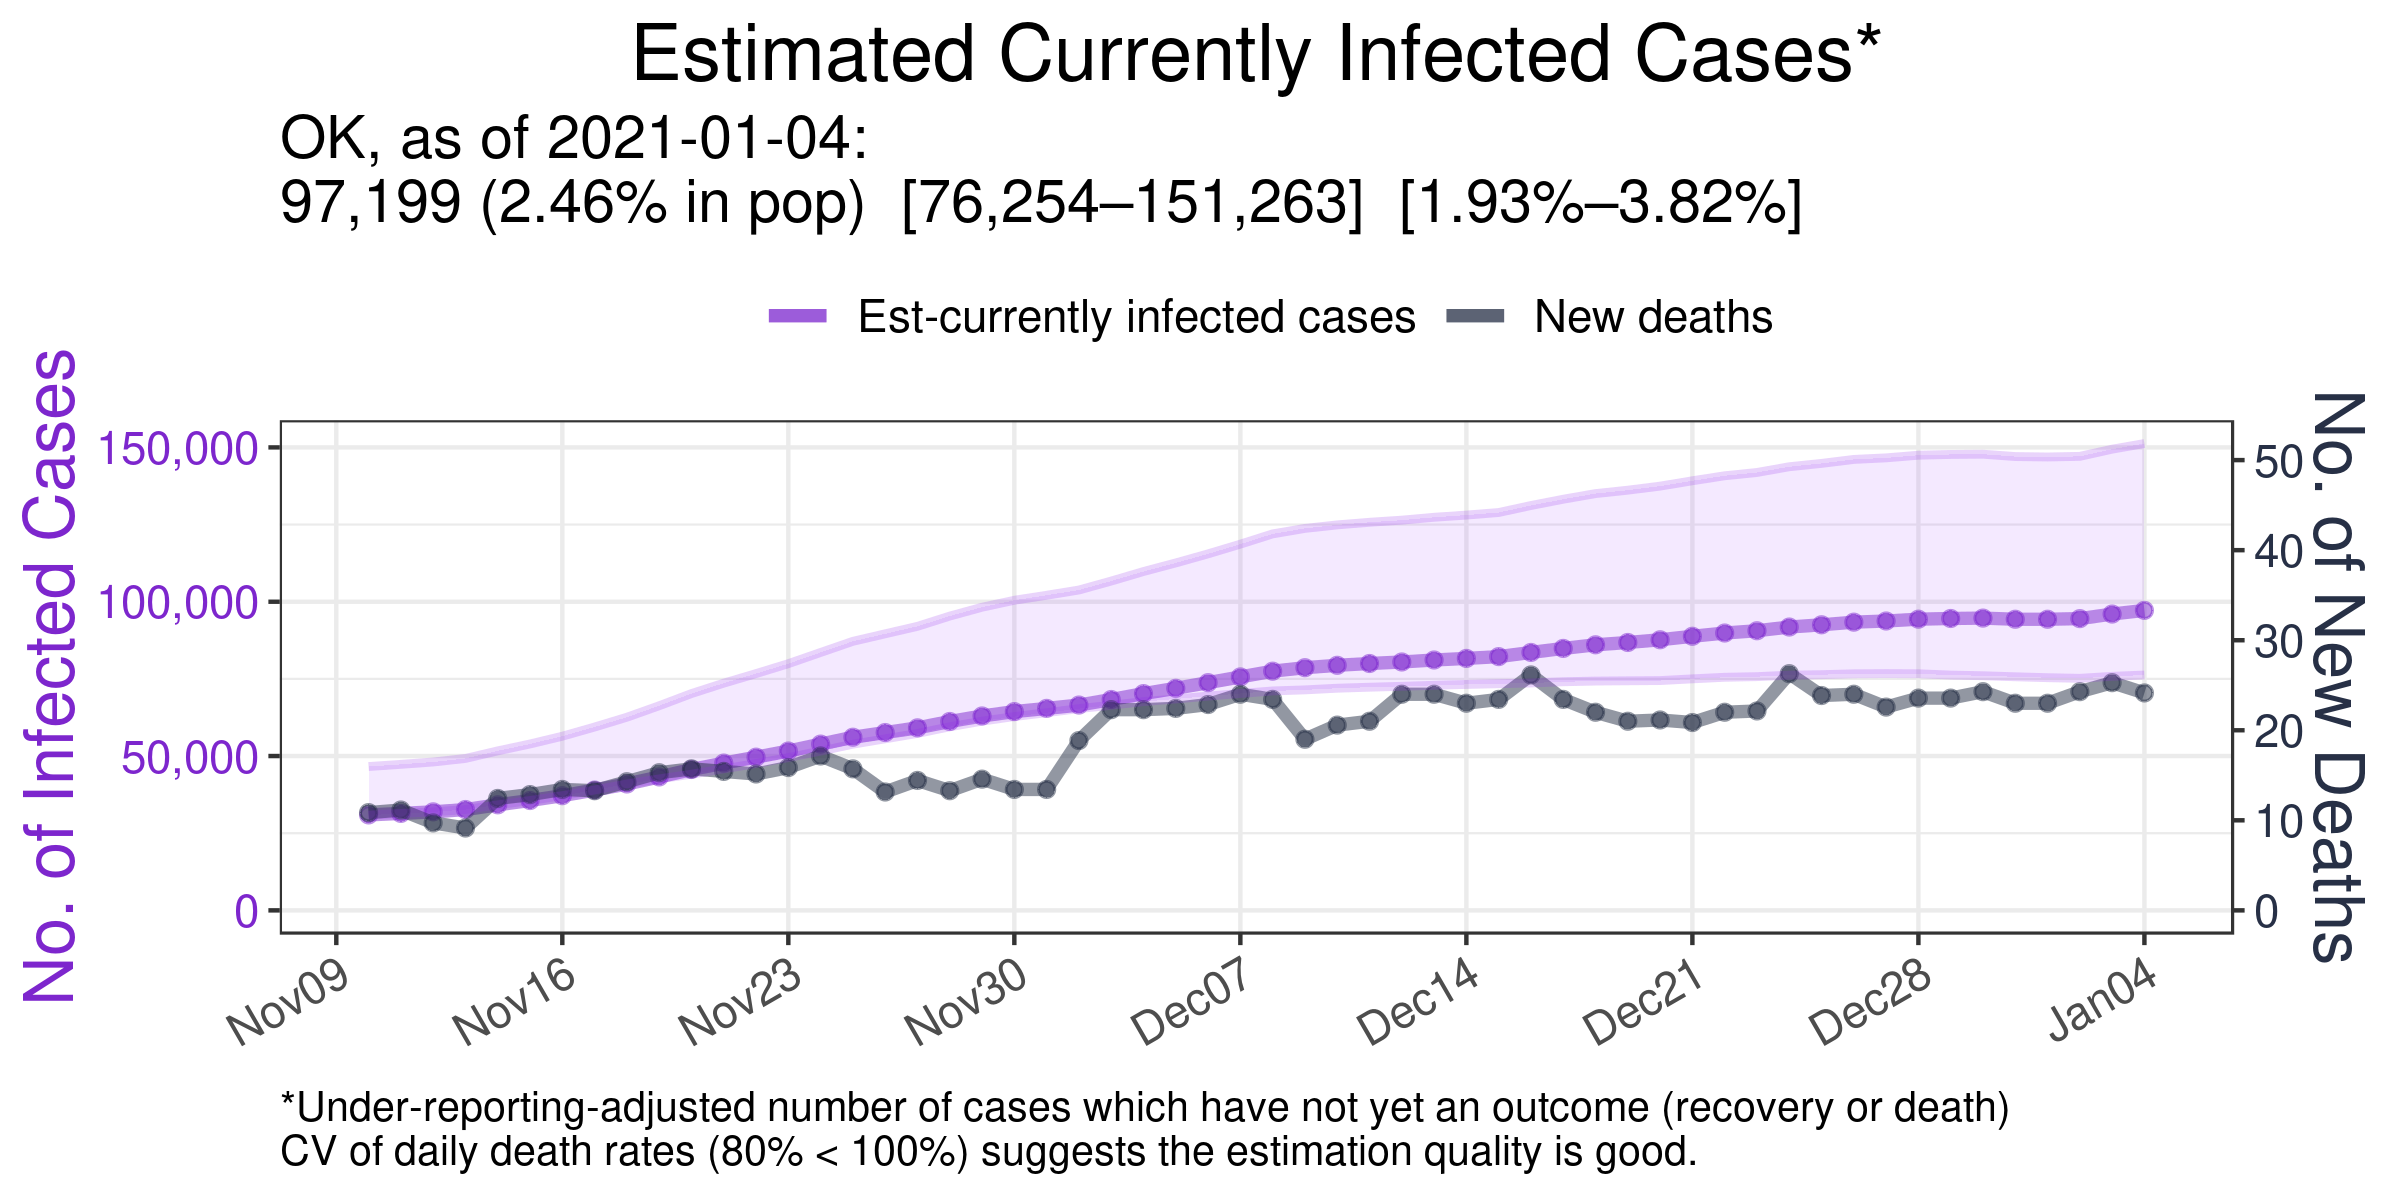 Estimated Currently Infected Cases*
OK, as of 2021-01-04:
97,199 (2.46% in pop)  [76,254–151,263]  [1.93%–3.82%]
Est-currently infected cases
New deaths
No. of Infected Cases
150,000
100,000
50,000
0
50
40
30
20
10
0
No. of New Deaths
Nov09
Nov16
Nov23
Nov30
Dec07
Dec14
Dec21
Dec28
Jan04
*Under-reporting-adjusted number of cases which have not yet an outcome (recovery or death)
CV of daily death rates (80% < 100%) suggests the estimation quality is good.